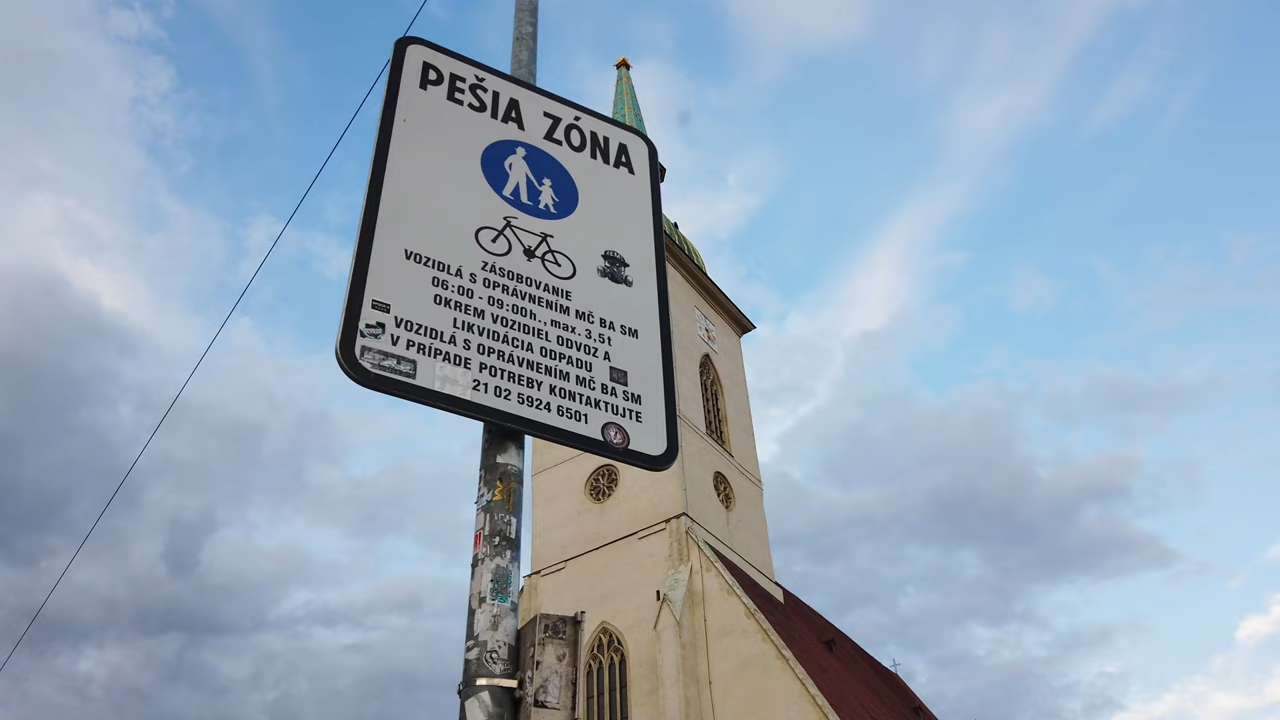 PEŠIA ZÓNA
ZÁSOBOVANIE
VOZIDLÁ S OPRÁVNENÍM MČ BA SM
06:00 - 09:00h., max. 3,5t
OKREM VOZIDIEL ODVOZ A
LIKVIDÁCIA ODPADU
VOZIDLÁ S OPRÁVNENÍM MČ BA SM
V PRÍPADE POTREBY KONTAKTUJTE
21 02 5924 6501